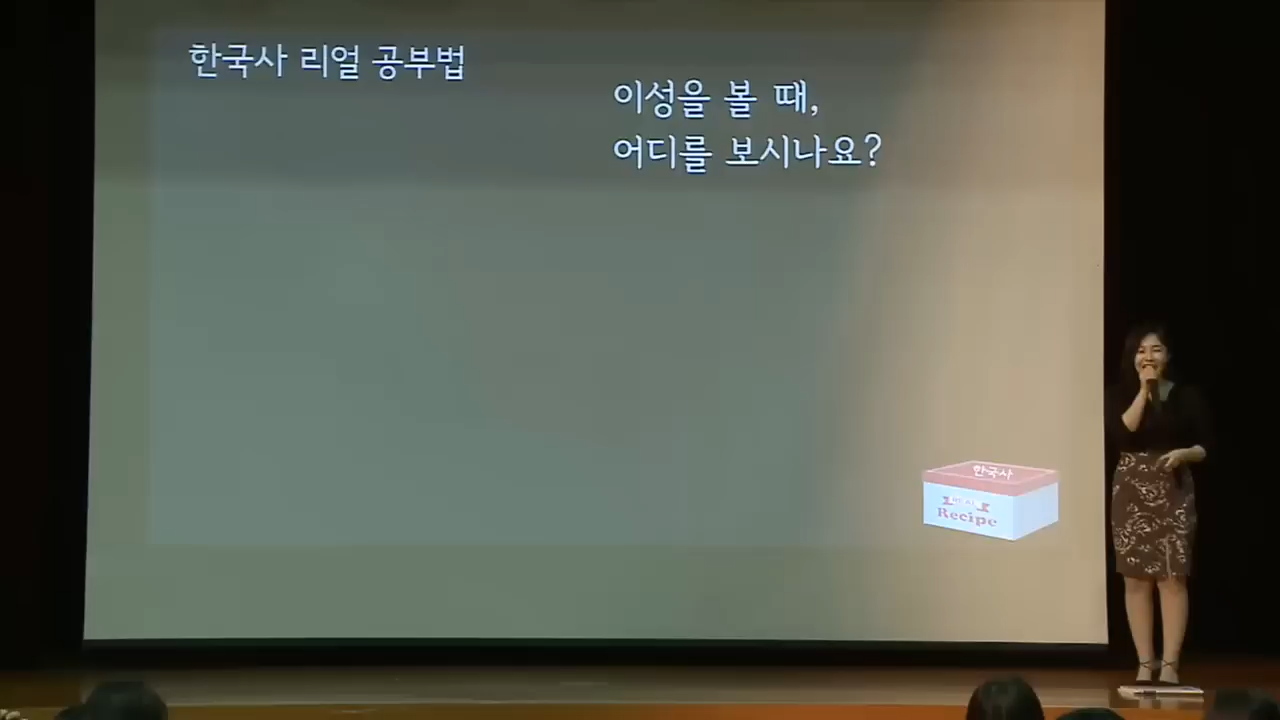 한국사 리얼 공부법
이성을 볼 때,
어디를 보시나요?
한국사
Recipe